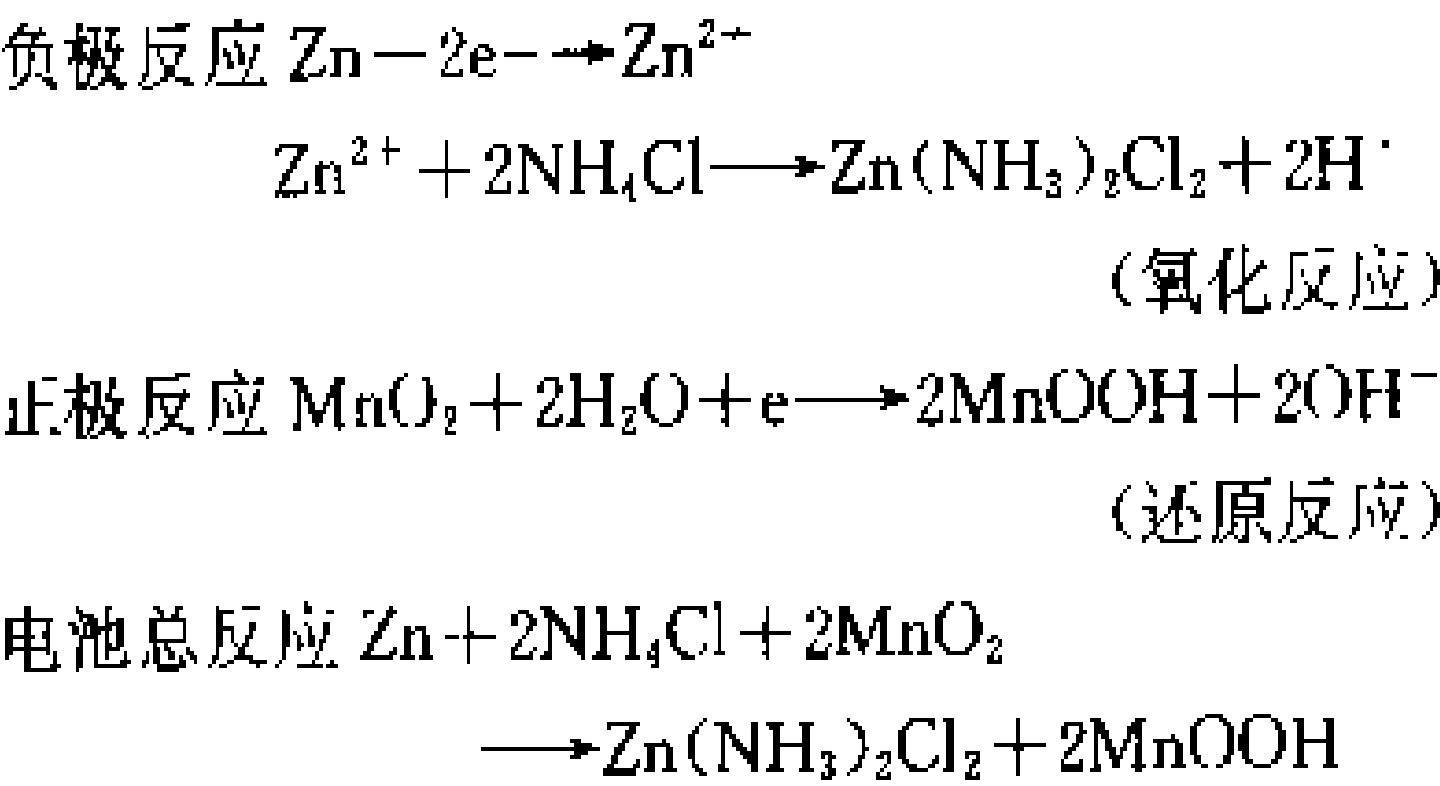 负极反应 Zn－2e－→Zn²⁺
Zn²⁺＋2NH₄Cl⟶Zn(NH₃)₂Cl₂＋2H˙
(氧化反应)
正极反应 MnO₂＋2H₂O＋e⟶2MnOOH＋2OH⁻
(还原反应)
电池总反应 Zn＋2NH₄Cl＋2MnO₂
⟶Zn(NH₃)₂Cl₂＋2MnOOH